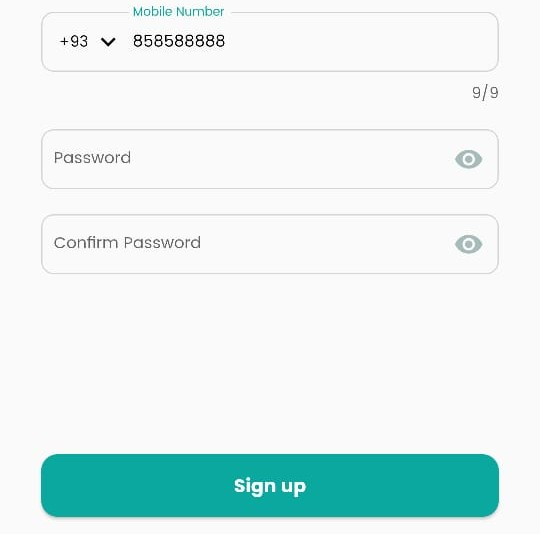 Mobile Number
+93 858588888
9/9
Password
Confirm Password
Sign up